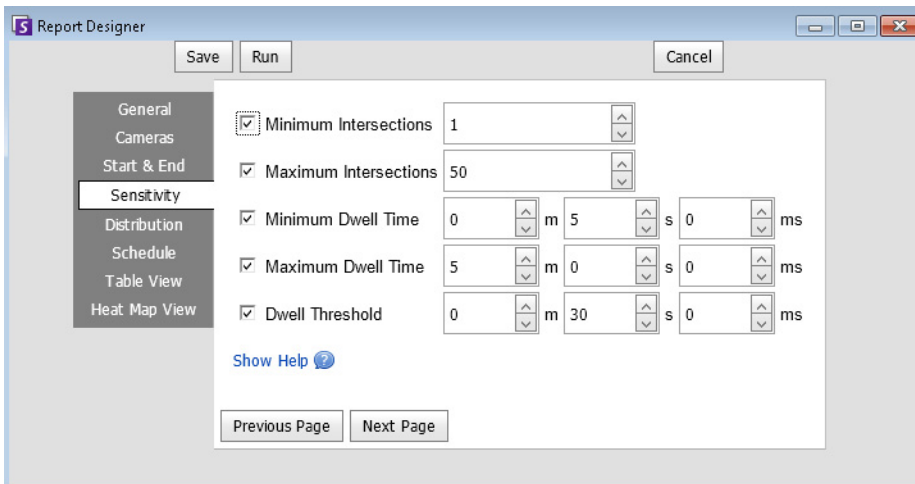 S Report Designer
Save Run Cancel
General
Cameras
Start & End
Sensitivity
Distribution
Schedule
Table View
Heat Map View
Minimum Intersections 1
Maximum Intersections 50
Minimum Dwell Time 0 m 5 s 0 ms
Maximum Dwell Time 5 m 0 s 0 ms
Dwell Threshold 0 m 30 s 0 ms
Show Help ?
Previous Page Next Page